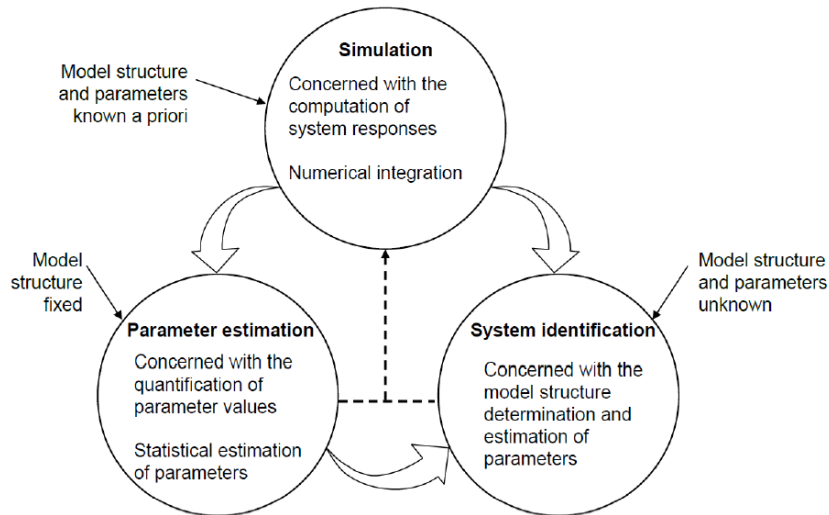 Simulation
Concerned with the
computation of
system responses
Numerical integration
Model structure
and parameters
known a priori
Model
structure
fixed
Parameter estimation
Concerned with the
quantification of
parameter values
Statistical estimation
of parameters
System identification
Concerned with the
model structure
determination and
estimation of
parameters
Model structure
and parameters
unknown